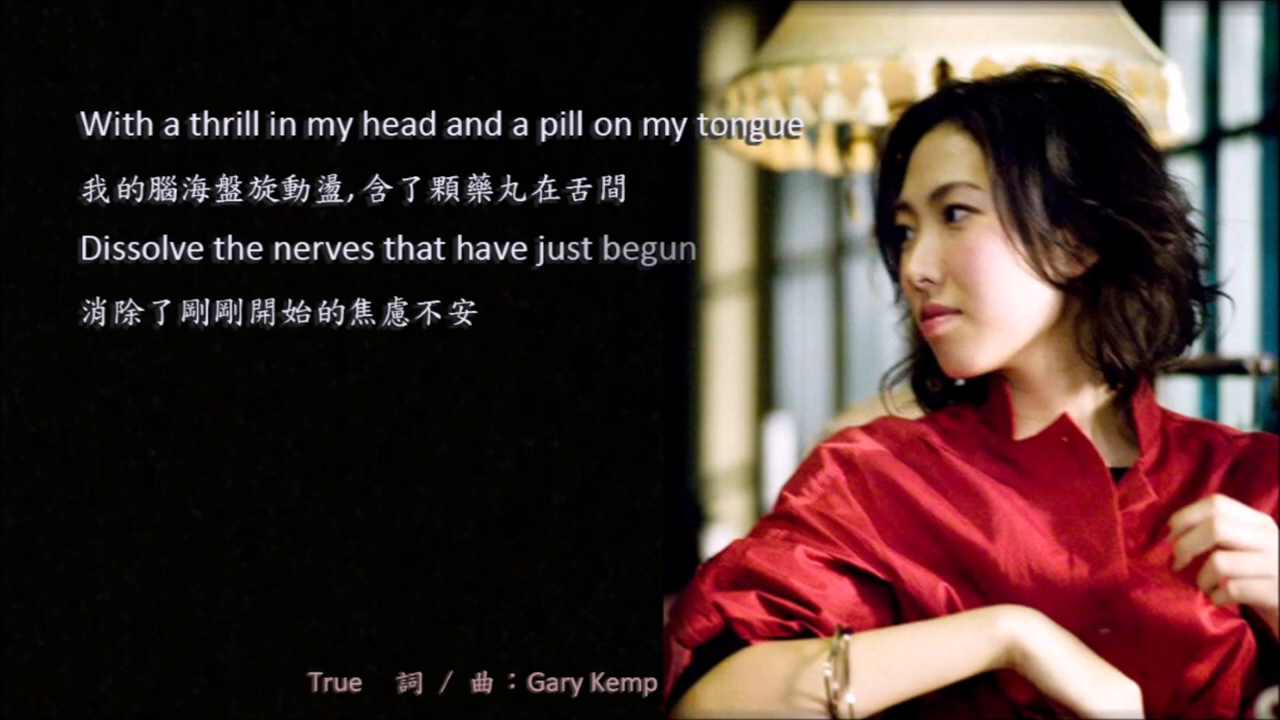 With a thrill in my head and a pill on my tongue
我的腦海盤旋動盪,含了顆藥丸在舌間
Dissolve the nerves that have just begun
消除了剛剛開始的焦慮不安
True 詞 / 曲：Gary Kemp